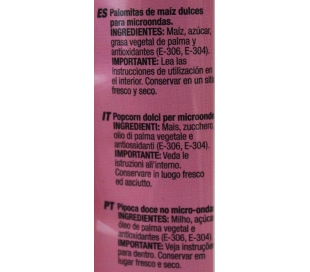 ES Palomitas de maíz dulces
para microondas.
INGREDIENTES: Maíz, azúcar,
grasa vegetal de palma y
antioxidantes (E-306, E-304).
IMPORTANTE: Lea las
instrucciones de utilización en
el interior. Conservar en un sitio
fresco y seco.
IT Popcorn dolci per microonde
INGREDIENTI: Mais, zucchero,
olio di palma vegetale e
antiossidanti (E-306, E-304).
IMPORTANTE: Veda le
istruzioni all'interno.
Conservare in luogo fresco
ed asciutto.
PT Pipoca doce no micro-ondas
INGREDIENTES: Milho, açúcar,
óleo de palma vegetal e
antioxidantes (E-306, E-304).
IMPORTANTE: Veja instruções
para dentro. Conservar em
lugar fresco e seco.